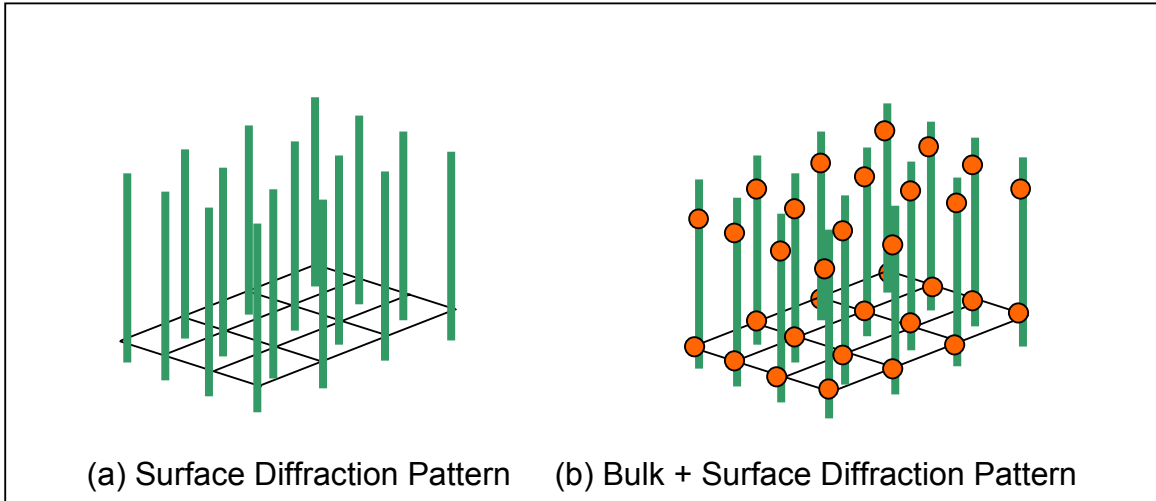 (a) Surface Diffraction Pattern (b) Bulk + Surface Diffraction Pattern